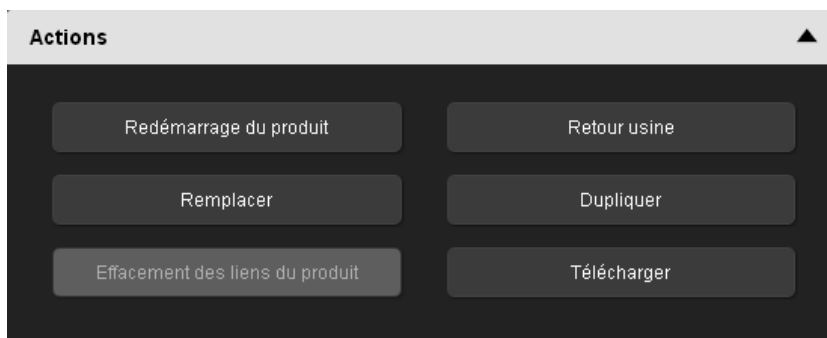 Actions
Redémarrage du produit
Retour usine
Remplacer
Dupliquer
Effacement des liens du produit
Télécharger